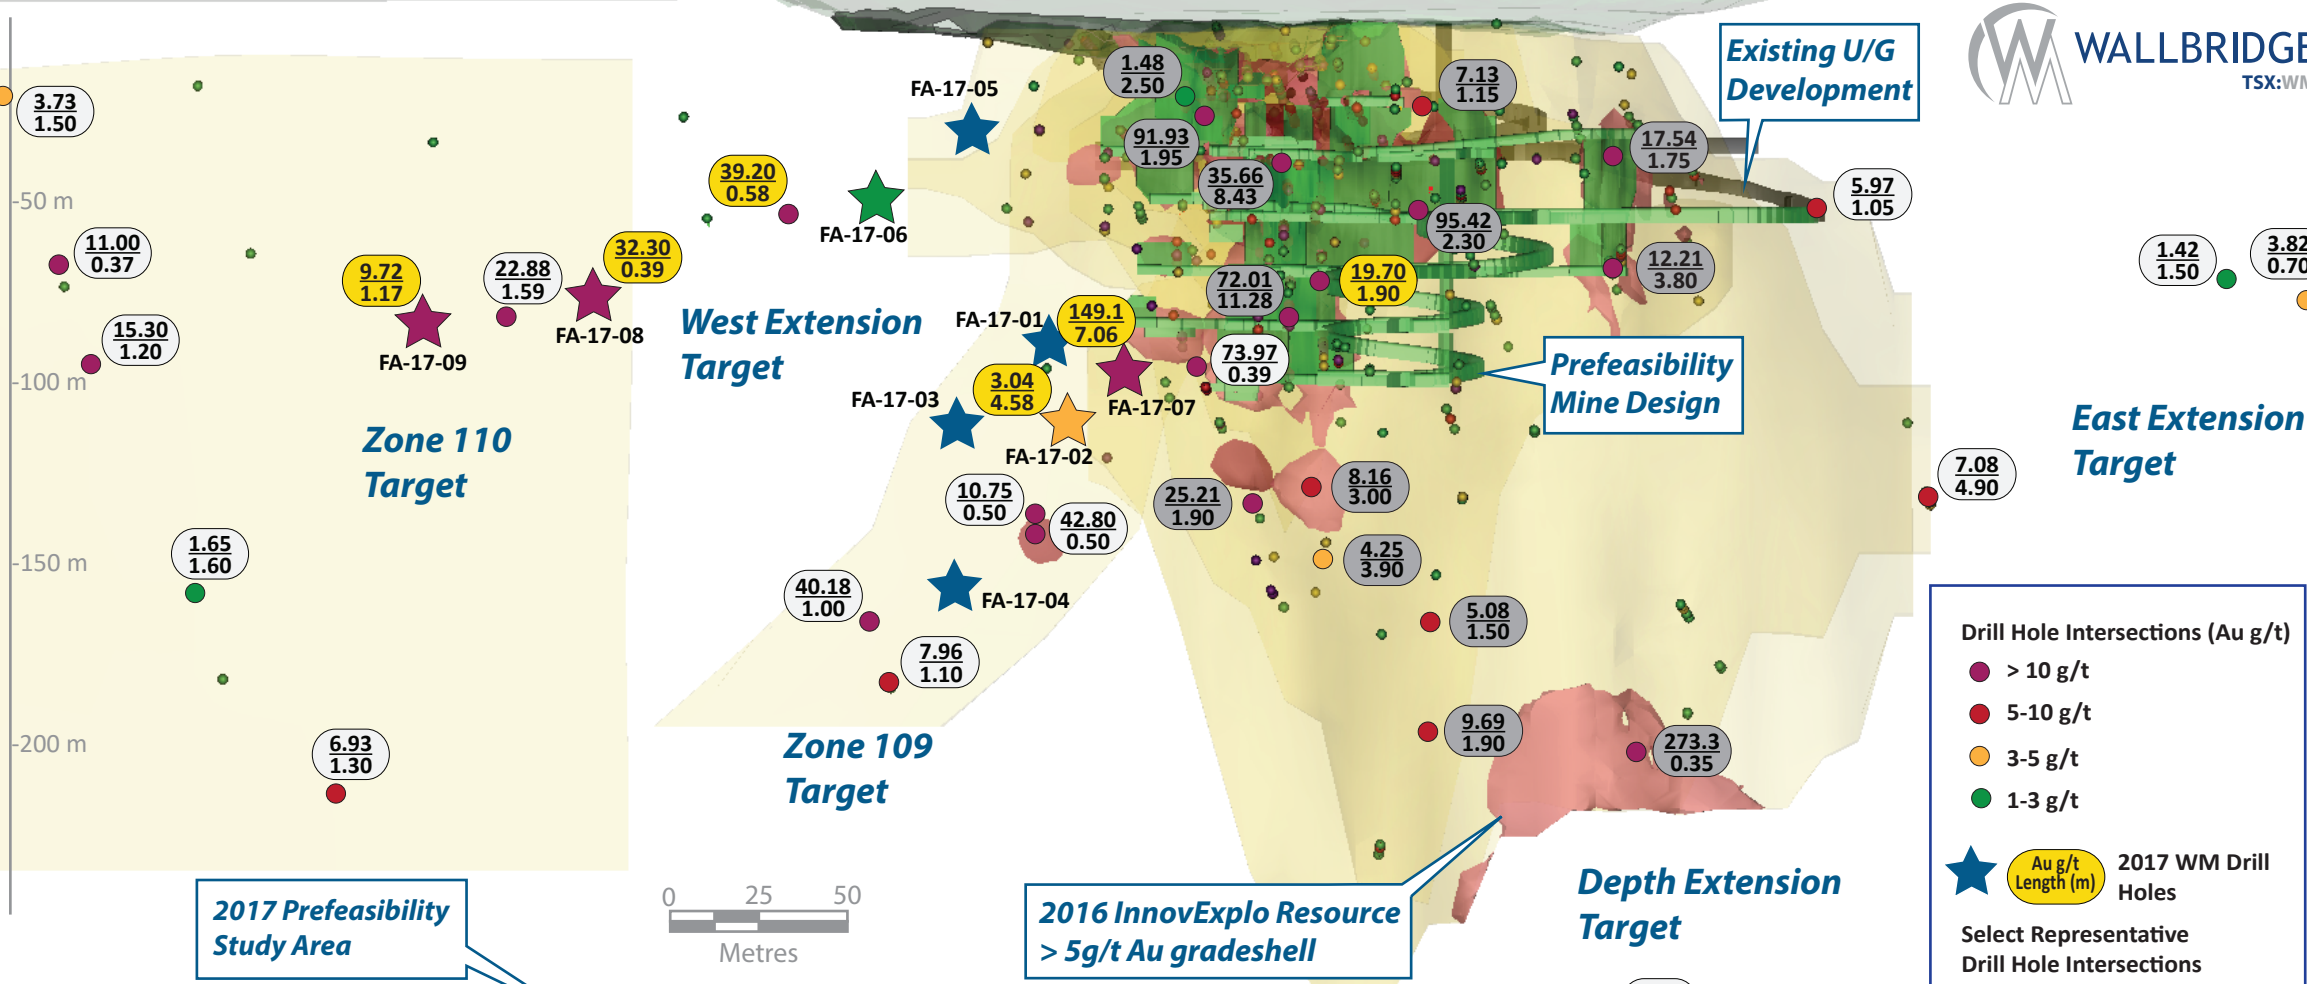 WALLBRIDGE
TSX:WM
Existing U/G
Development
1.48
2.50
7.13
1.15
FA-17-05
3.73
1.50
91.93
1.95
17.54
1.75
39.20
0.58
35.66
8.43
5.97
1.05
-50 m
FA-17-06
95.42
2.30
11.00
0.37
32.30
0.39
9.72
1.17
22.88
1.59
1.42
1.50
3.82
0.70
12.21
3.80
72.01
11.28
19.70
1.90
West Extension
Target
FA-17-01
149.1
7.06
15.30
1.20
FA-17-08
FA-17-09
73.97
0.39
Prefeasibility
Mine Design
-100 m
3.04
4.58
FA-17-03
FA-17-07
Zone 110
Target
FA-17-02
East Extension
Target
10.75
0.50
25.21
1.90
8.16
3.00
7.08
4.90
42.80
0.50
1.65
1.60
-150 m
4.25
3.90
40.18
1.00
FA-17-04
5.08
1.50
7.96
1.10
-200 m
6.93
1.30
Zone 109
Target
9.69
1.90
273.3
0.35
Drill Hole Intersections (Au g/t)
> 10 g/t
5-10 g/t
3-5 g/t
1-3 g/t
Au g/t
Length (m)
2017 WM Drill
Holes
Select Representative
Drill Hole Intersections
2017 Prefeasibility
Study Area
0 25 50
Metres
2016 InnovExplo Resource
> 5g/t Au gradeshell
Depth Extension
Target